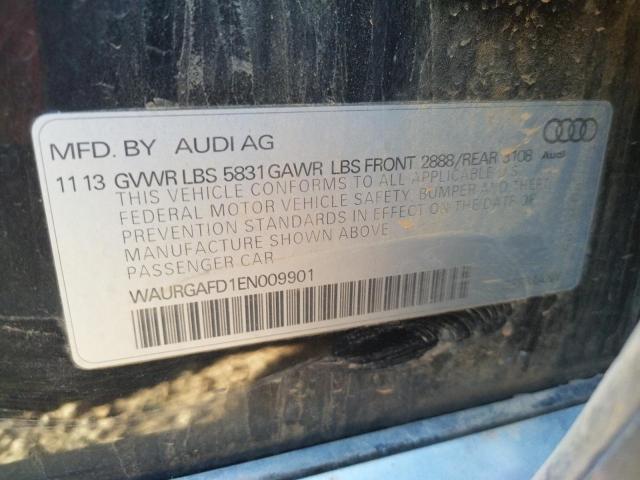 MFD. BY AUDI AG
11 13 GVWR LBS 5831 GAWR LBS FRONT 2888/REAR 3108
Audi
THIS VEHICLE CONFORMS TO ALL APPLICABLE U.S.
FEDERAL MOTOR VEHICLE SAFETY, BUMPER AND THEFT
PREVENTION STANDARDS IN EFFECT ON THE DATE OF
MANUFACTURE SHOWN ABOVE
PASSENGER CAR
WAURGAFD1EN009901